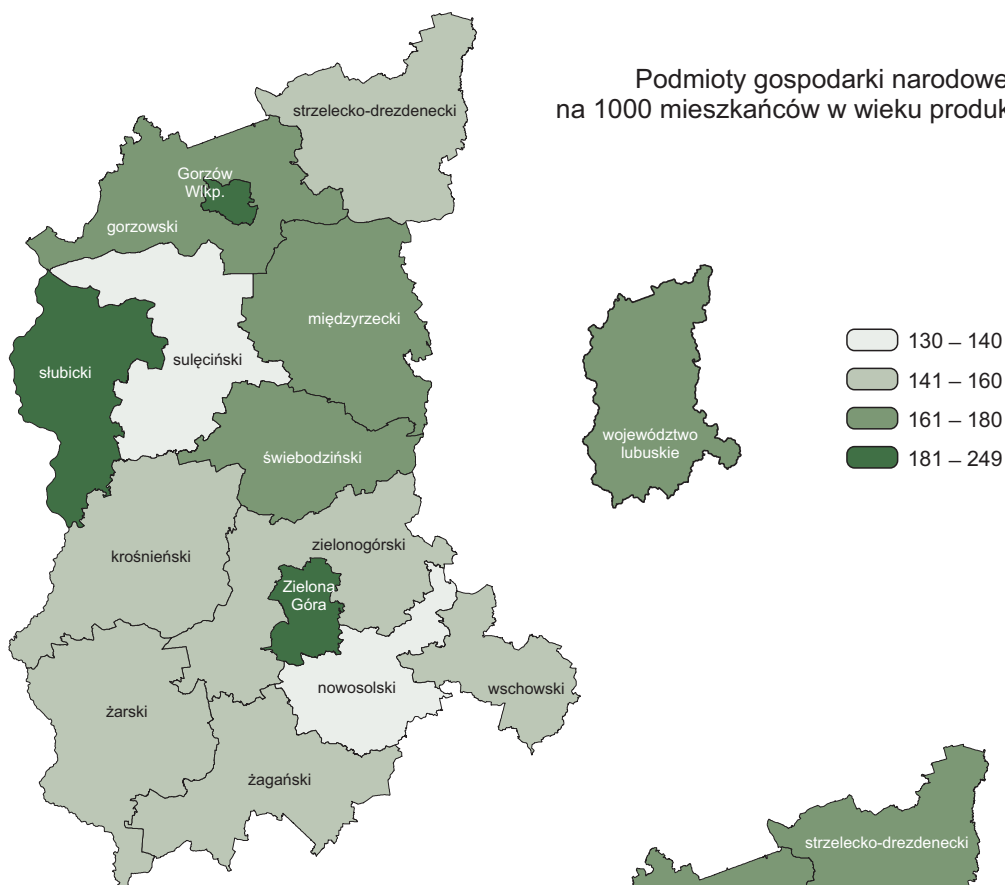 Podmioty gospodarki narodowe
na 1000 mieszkańców w wieku produk
strzelecko-drezdenecki
Gorzów
Wlkp.
gorzowski
międzyrzecki
słubicki
sulęciński
świebodziński
krośnieński
zielonogórski
Zielona
Góra
nowosolski
wschowski
żarski
żagański
województwo
lubuskie
130 – 140
141 – 160
161 – 180
181 – 249
strzelecko-drezdenecki